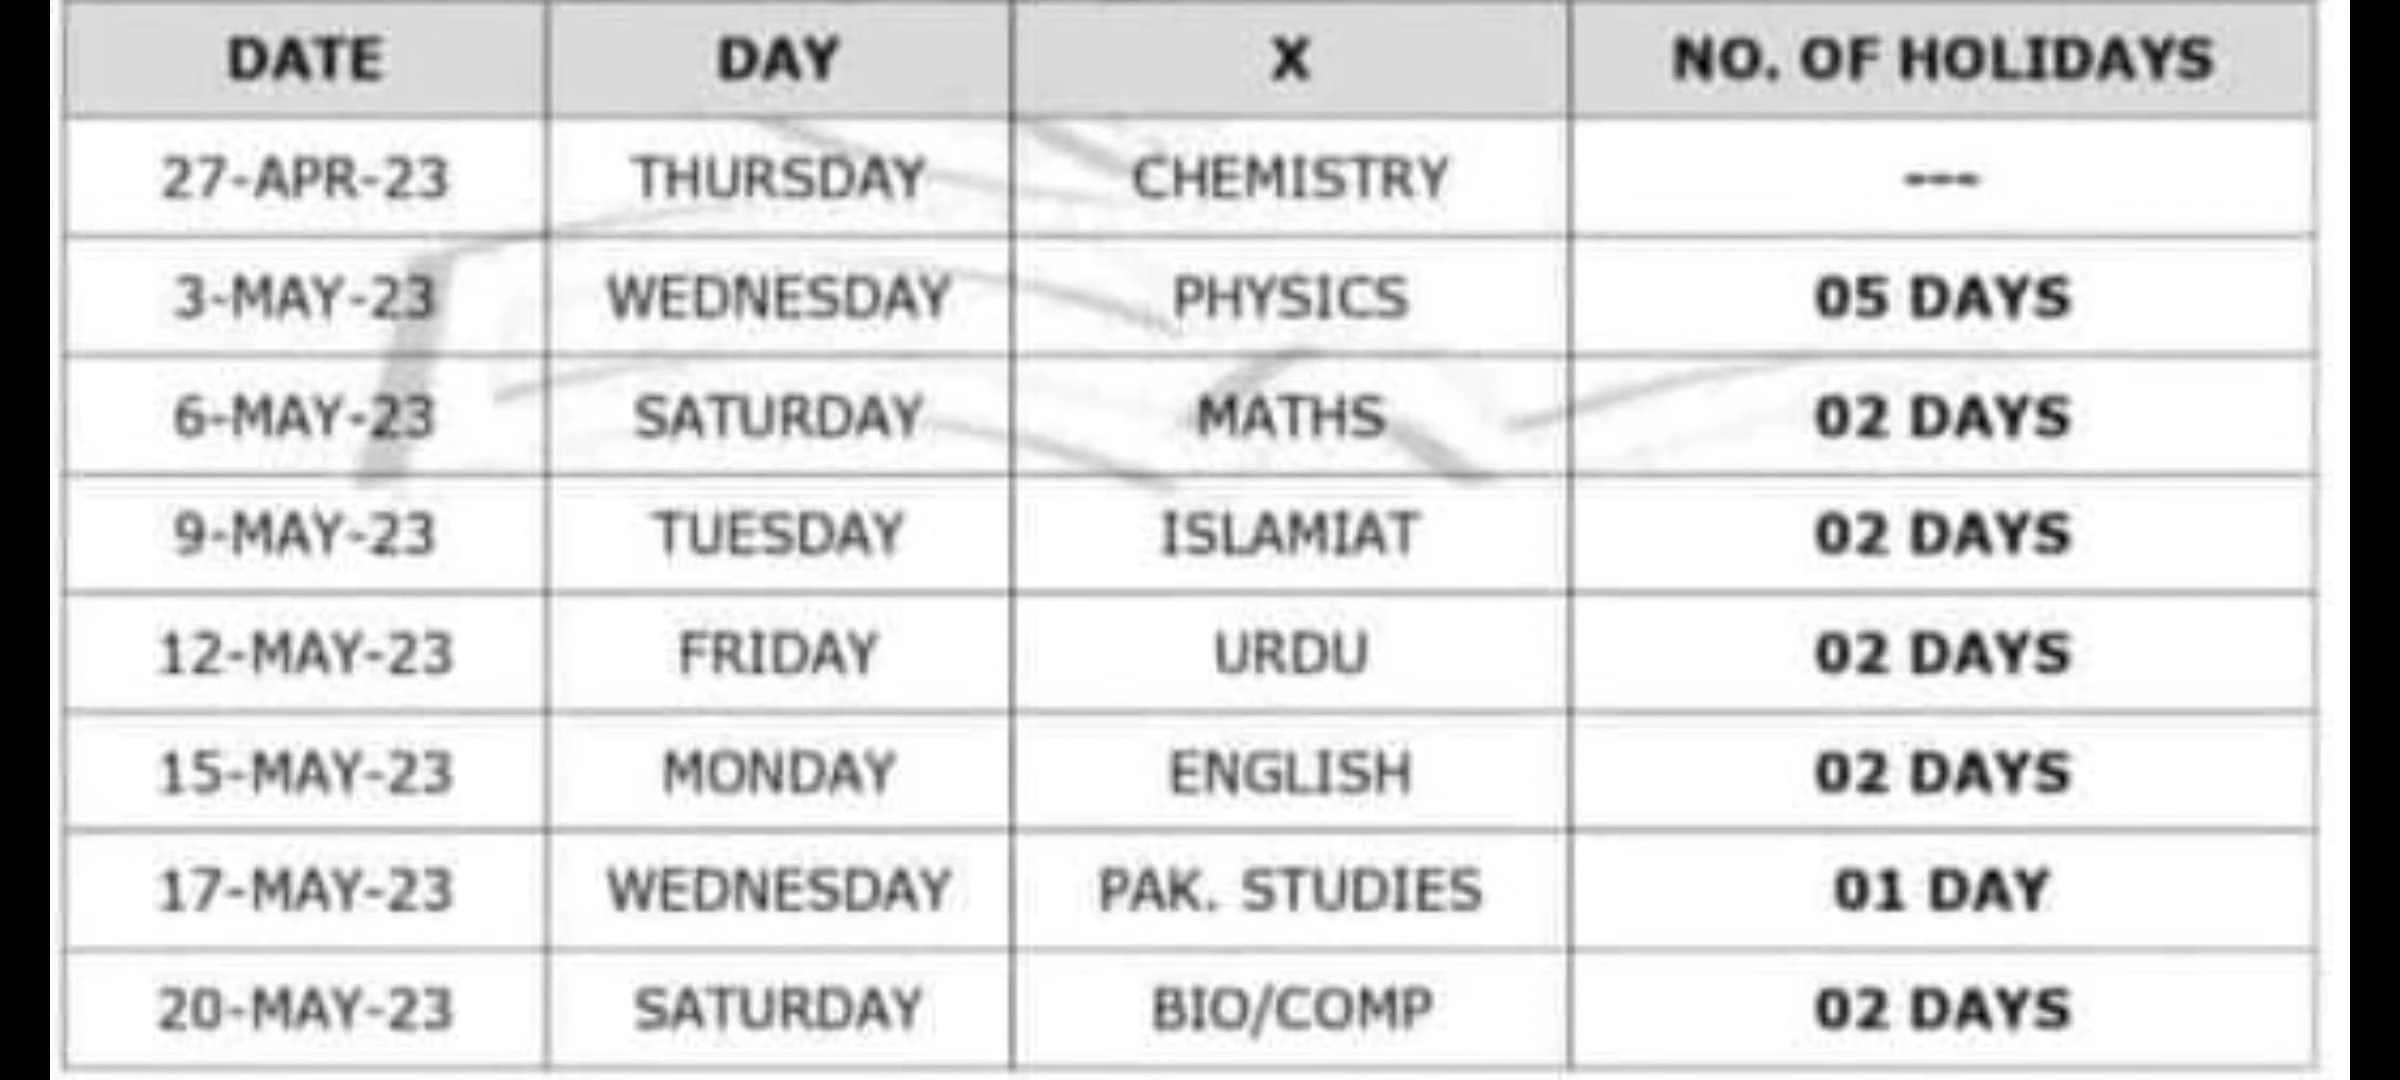 DATE DAY X NO. OF HOLIDAYS
27-APR-23 THURSDAY CHEMISTRY ---
3-MAY-23 WEDNESDAY PHYSICS 05 DAYS
6-MAY-23 SATURDAY MATHS 02 DAYS
9-MAY-23 TUESDAY ISLAMIAT 02 DAYS
12-MAY-23 FRIDAY URDU 02 DAYS
15-MAY-23 MONDAY ENGLISH 02 DAYS
17-MAY-23 WEDNESDAY PAK. STUDIES 01 DAY
20-MAY-23 SATURDAY BIO/COMP 02 DAYS